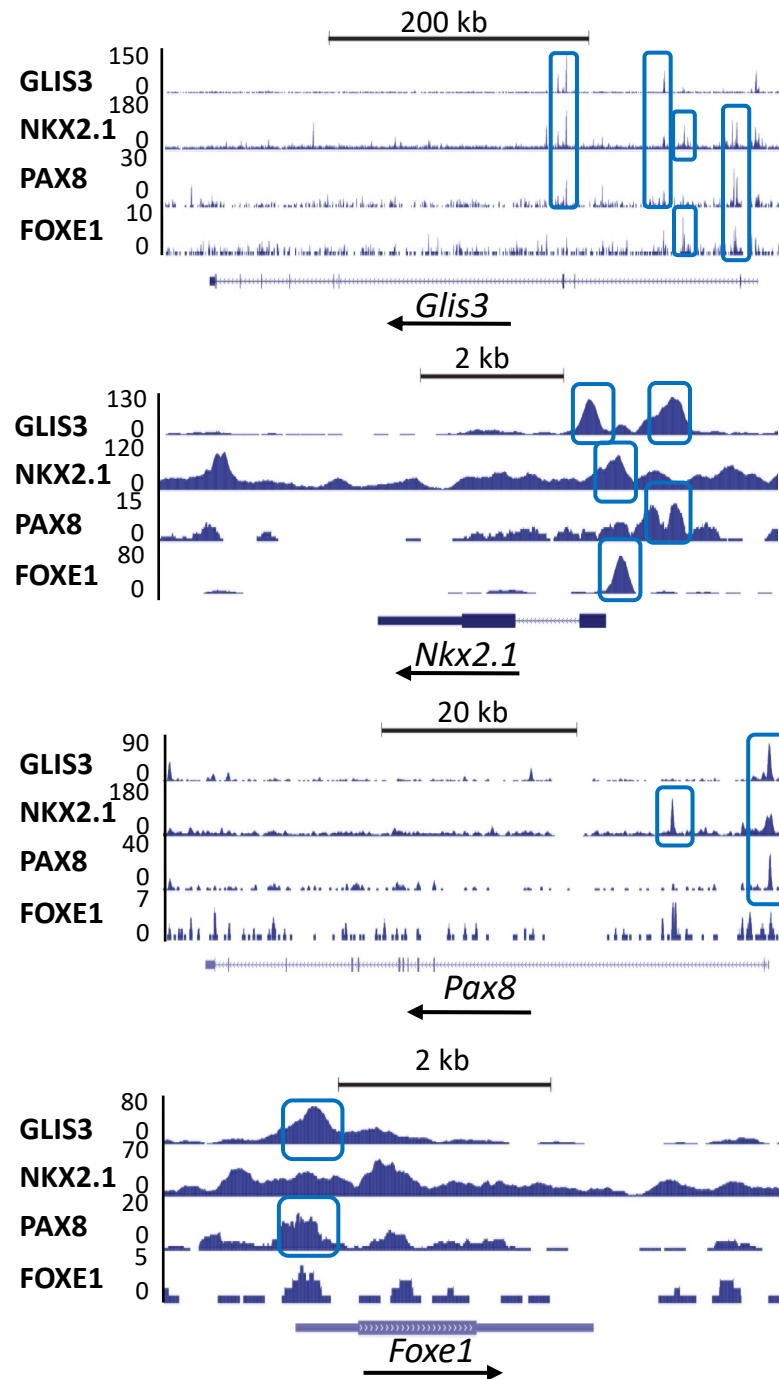 200 kb
150
GLIS3 0
180
NKX2.1 0
30
PAX8 0
10
FOXE1 0
Glis3
2 kb
130
GLIS3 0
120
NKX2.1 0
15
PAX8 0
80
FOXE1 0
Nkx2.1
20 kb
90
GLIS3 0
180
NKX2.1 0
40
PAX8 0
7
FOXE1 0
Pax8
2 kb
80
GLIS3 0
70
NKX2.1 0
20
PAX8 0
5
FOXE1 0
Foxe1